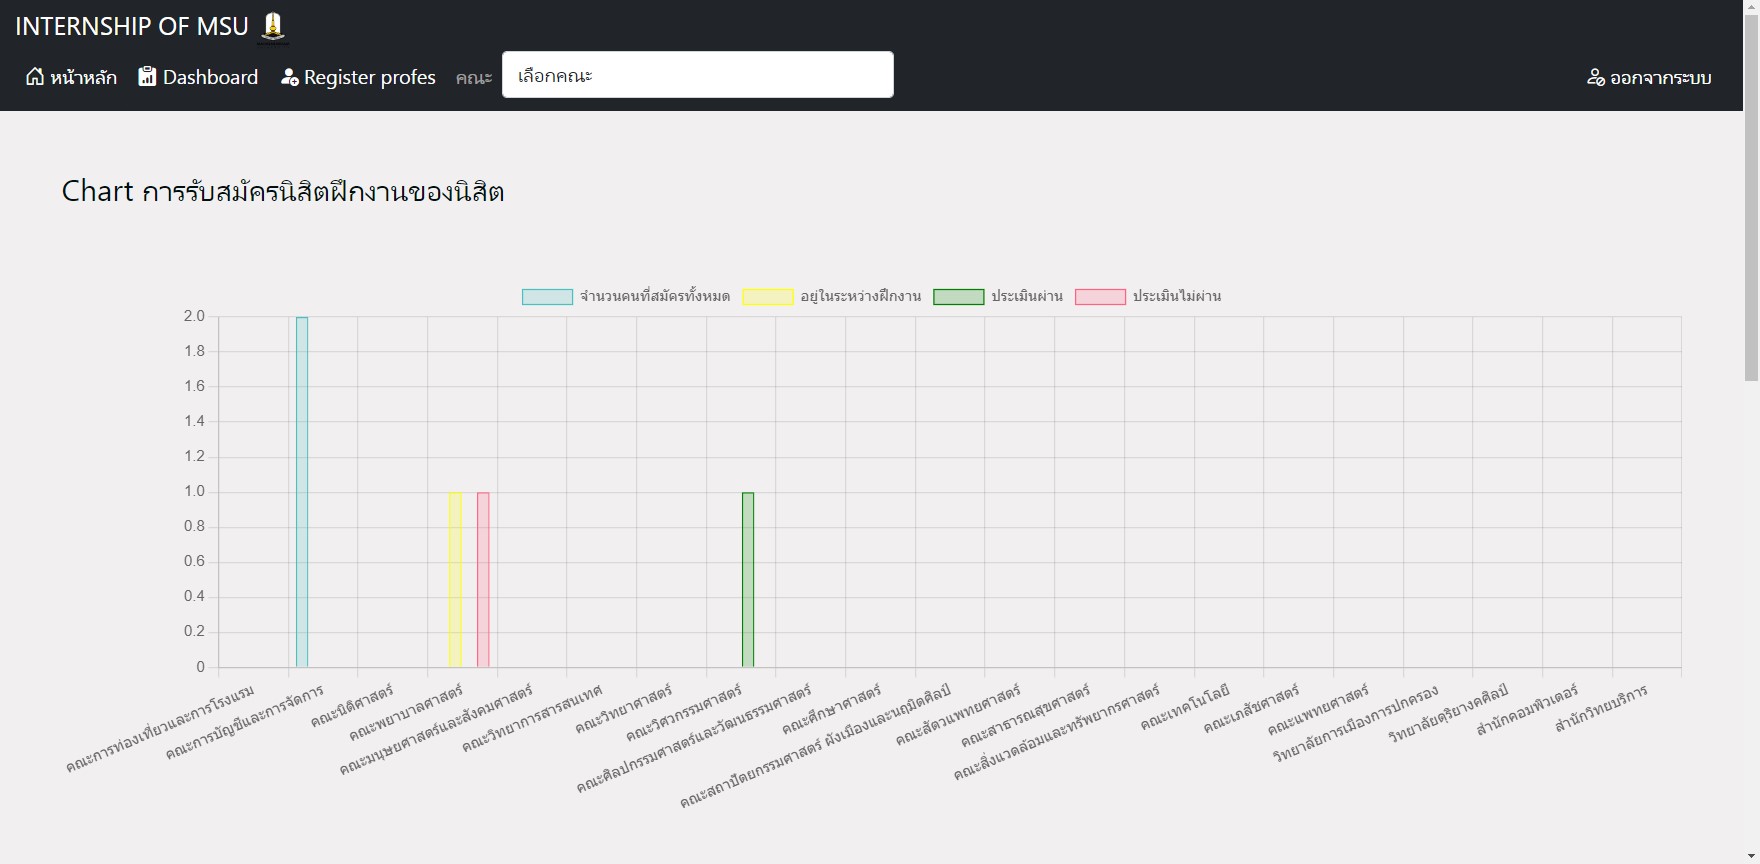 INTERNSHIP OF MSU
หน้าหลัก Dashboard Register profes คณะ เลือกคณะ ออกจากระบบ
Chart การรับสมัครนิสิตฝึกงานของนิสิต
จำนวนคนที่สมัครทั้งหมด อยู่ในระหว่างฝึกงาน ประเมินผ่าน ประเมินไม่ผ่าน
2.0
1.8
1.6
1.4
1.2
1.0
0.8
0.6
0.4
0.2
0
คณะการท่องเที่ยวและการโรงแรม
คณะการบัญชีและการจัดการ
คณะนิติศาสตร์
คณะพยาบาลศาสตร์
คณะมนุษยศาสตร์และสังคมศาสตร์
คณะวิทยาการสารสนเทศ
คณะวิทยาศาสตร์
คณะวิศวกรรมศาสตร์
คณะศิลปกรรมศาสตร์และวัฒนธรรมศาสตร์
คณะศึกษาศาสตร์
คณะสถาปัตยกรรมศาสตร์ ผังเมืองและนฤมิตศิลป์
คณะสัตวแพทยศาสตร์
คณะสาธารณสุขศาสตร์
คณะสิ่งแวดล้อมและทรัพยากรศาสตร์
คณะเทคโนโลยี
คณะเภสัชศาสตร์
คณะแพทยศาสตร์
วิทยาลัยการเมืองการปกครอง
วิทยาลัยดุริยางคศิลป์
สำนักคอมพิวเตอร์
สำนักวิทยบริการ